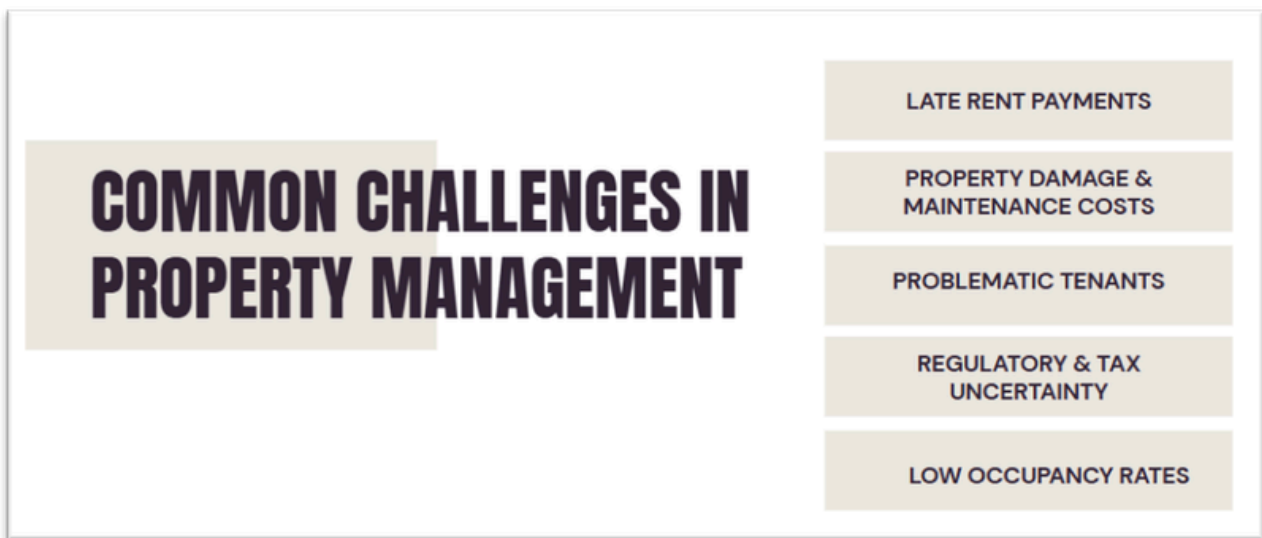 COMMON CHALLENGES IN
PROPERTY MANAGEMENT
LATE RENT PAYMENTS
PROPERTY DAMAGE &
MAINTENANCE COSTS
PROBLEMATIC TENANTS
REGULATORY & TAX
UNCERTAINTY
LOW OCCUPANCY RATES